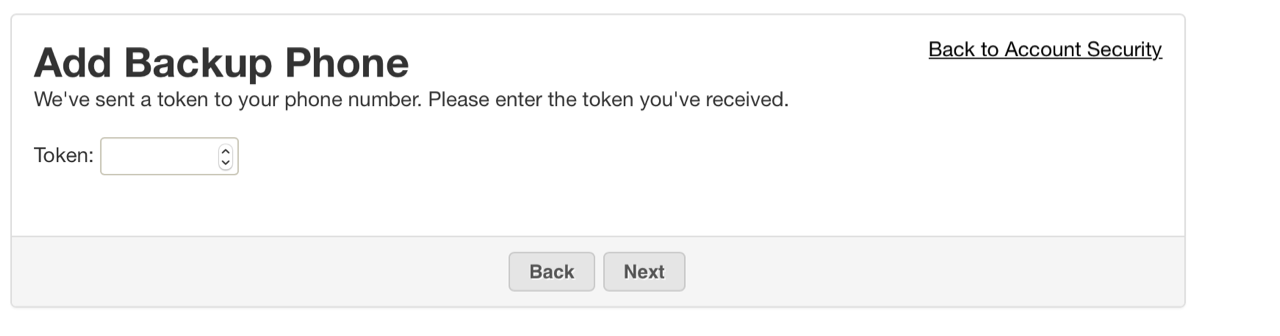 Add Backup Phone
Back to Account Security
We've sent a token to your phone number. Please enter the token you've received.
Token:
Back
Next